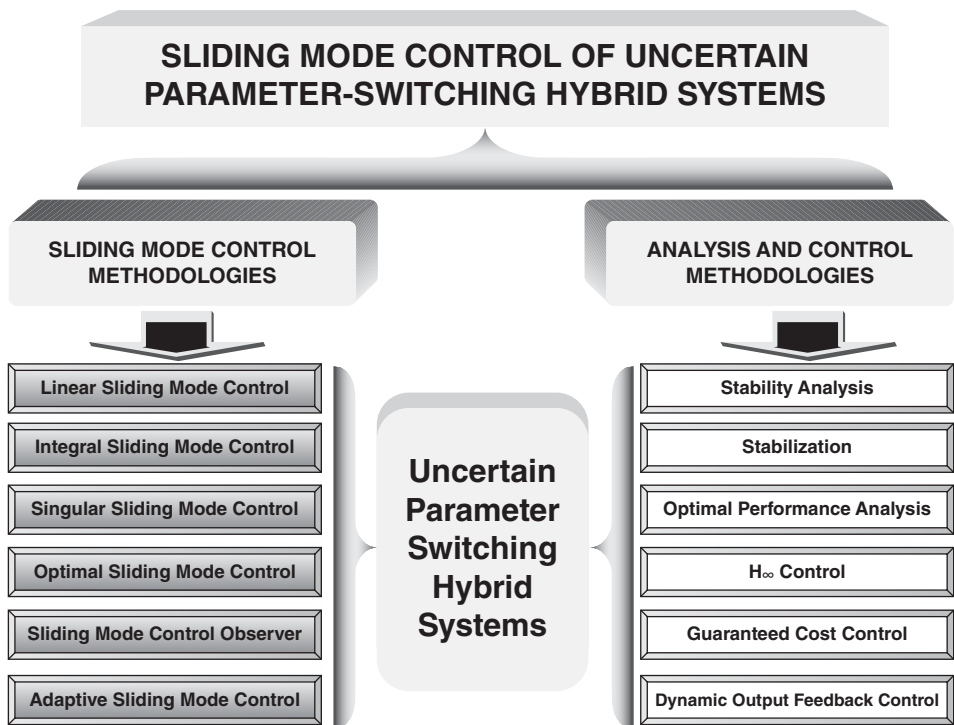 SLIDING MODE CONTROL OF UNCERTAIN
PARAMETER-SWITCHING HYBRID SYSTEMS
SLIDING MODE CONTROL
METHODOLOGIES
Linear Sliding Mode Control
Integral Sliding Mode Control
Singular Sliding Mode Control
Optimal Sliding Mode Control
Sliding Mode Control Observer
Adaptive Sliding Mode Control
Uncertain
Parameter
Switching
Hybrid
Systems
ANALYSIS AND CONTROL
METHODOLOGIES
Stability Analysis
Stabilization
Optimal Performance Analysis
H∞ Control
Guaranteed Cost Control
Dynamic Output Feedback Control